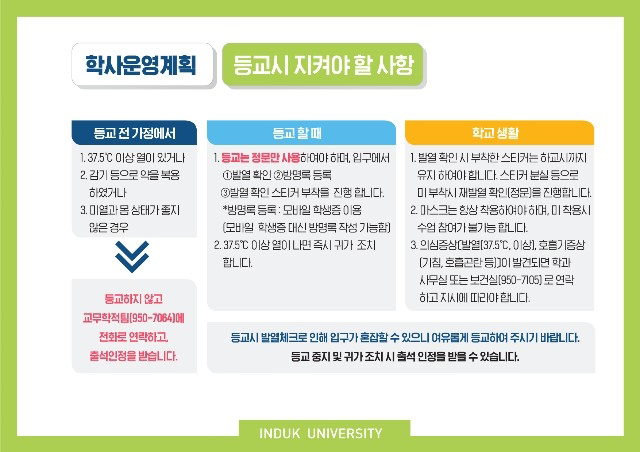 학사운영계획
등교시 지켜야 할 사항
등교 전 가정에서
1. 37.5℃ 이상 열이 있거나
2. 감기 등으로 약을 복용
하였거나
3. 미열과 몸 상태가 좋지
않은 경우
등교하지 않고
교무학적팀(950-7064)에
전화로 연락하고,
출석인정을 받습니다.
등교 할 때
1. 등교는 정문만 사용하여야 하며, 입구에서
①발열 확인 ②방명록 등록
③발열 확인 스티커 부착을 진행 합니다.
*방명록 등록 : 모바일 학생증 이용
(모바일 학생증 대신 방명록 작성 가능함)
2. 37.5℃ 이상 열이 나면 즉시 귀가 조치
합니다.
학교 생활
1. 발열 확인 시 부착한 스티커는 하교시까지
유지 하여야 합니다. 스티커 분실 등으로
미 부착시 재발열 확인(정문)을 진행합니다.
2. 마스크는 항상 착용하여야 하며, 미 착용시
수업 참여가 불가능 합니다.
3. 의심증상[발열(37.5℃, 이상), 호흡기증상
(기침, 호흡곤란 등)]이 발견되면 학과
사무실 또는 보건실(950-7105) 로 연락
하고 지시에 따라야 합니다.
등교시 발열체크로 인해 입구가 혼잡할 수 있으니 여유롭게 등교하여 주시기 바랍니다.
등교 중지 및 귀가 조치 시 출석 인정을 받을 수 있습니다.
INDUK UNIVERSITY